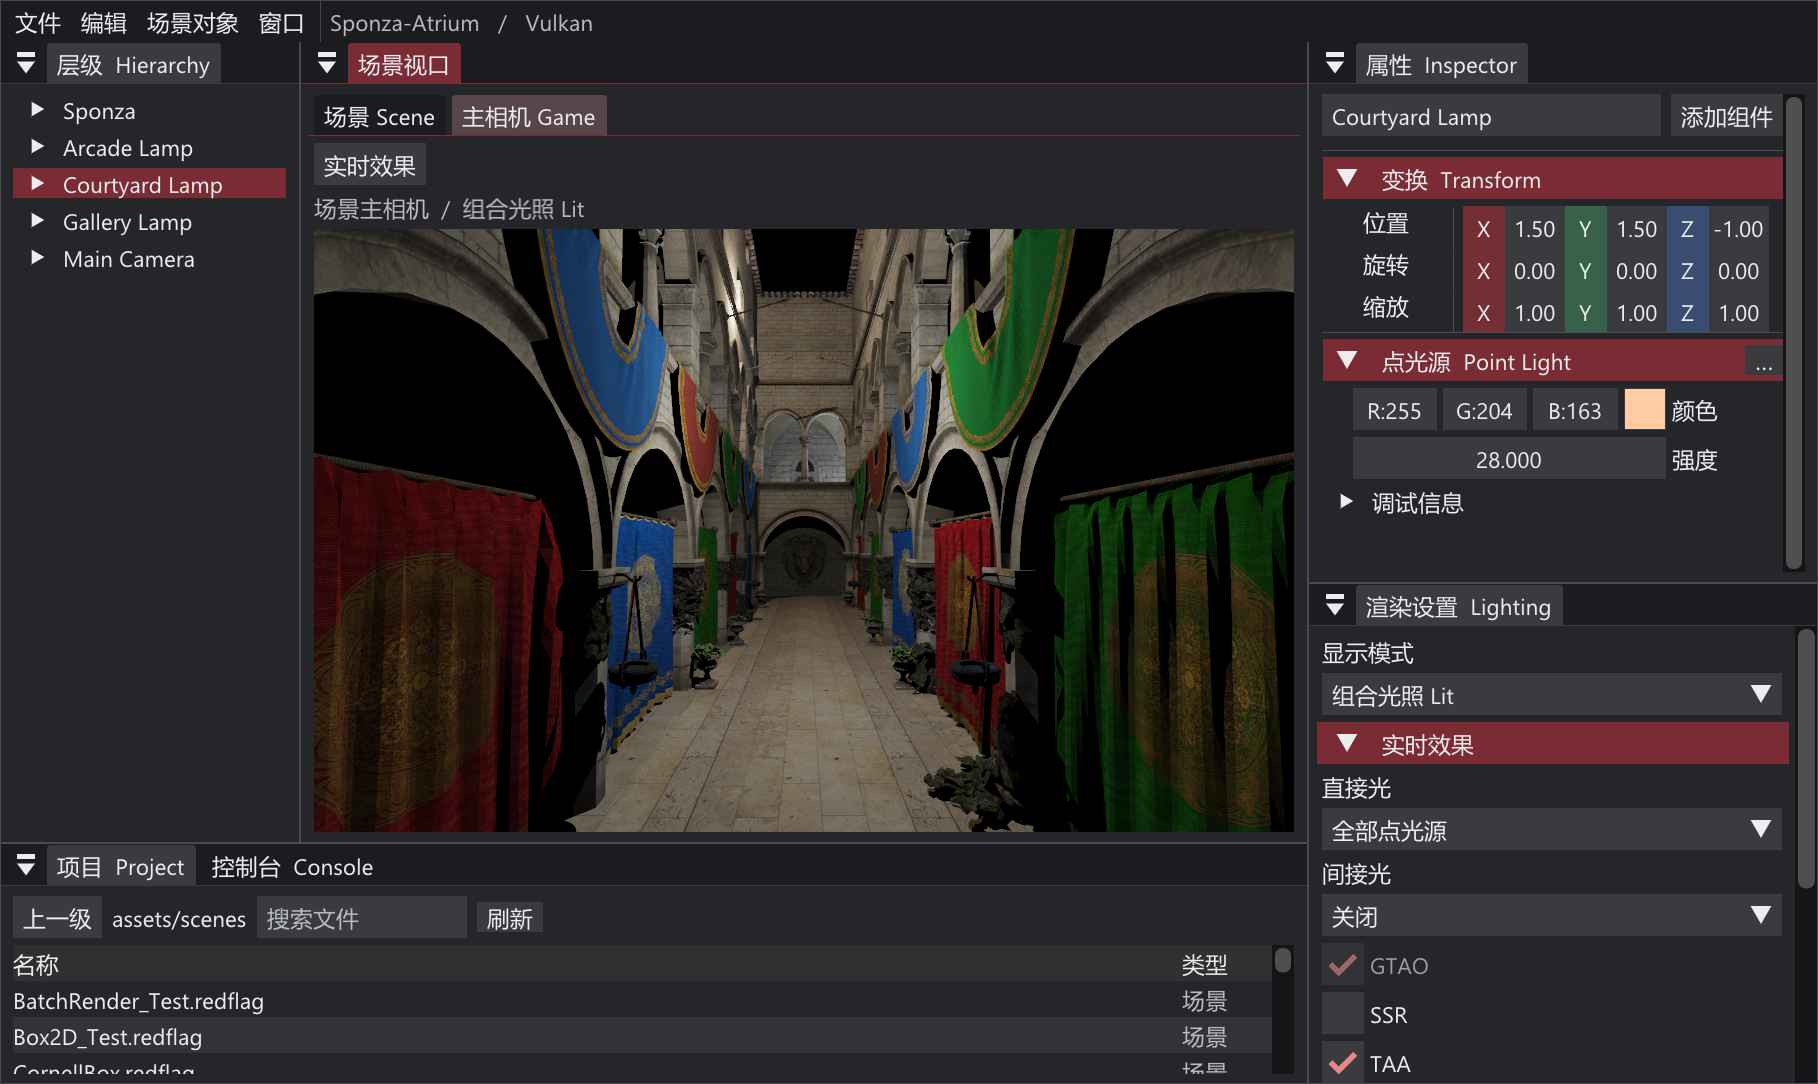 文件 编辑 场景对象 窗口 Sponza-Atrium / Vulkan
层级 Hierarchy
Sponza
Arcade Lamp
Courtyard Lamp
Gallery Lamp
Main Camera
场景视口
场景 Scene 主相机 Game
实时效果
场景主相机 / 组合光照 Lit
属性 Inspector
Courtyard Lamp 添加组件
变换 Transform
位置 X 1.50 Y 1.50 Z -1.00
旋转 X 0.00 Y 0.00 Z 0.00
缩放 X 1.00 Y 1.00 Z 1.00
点光源 Point Light ...
R:255 G:204 B:163 颜色
28.000 强度
调试信息
渲染设置 Lighting
显示模式
组合光照 Lit
实时效果
直接光
全部点光源
间接光
关闭
GTAO
SSR
TAA
项目 Project 控制台 Console
上一级 assets/scenes 搜索文件 刷新
名称 类型
BatchRender_Test.redflag 场景
Box2D_Test.redflag 场景
CornellBox.redflag 场景